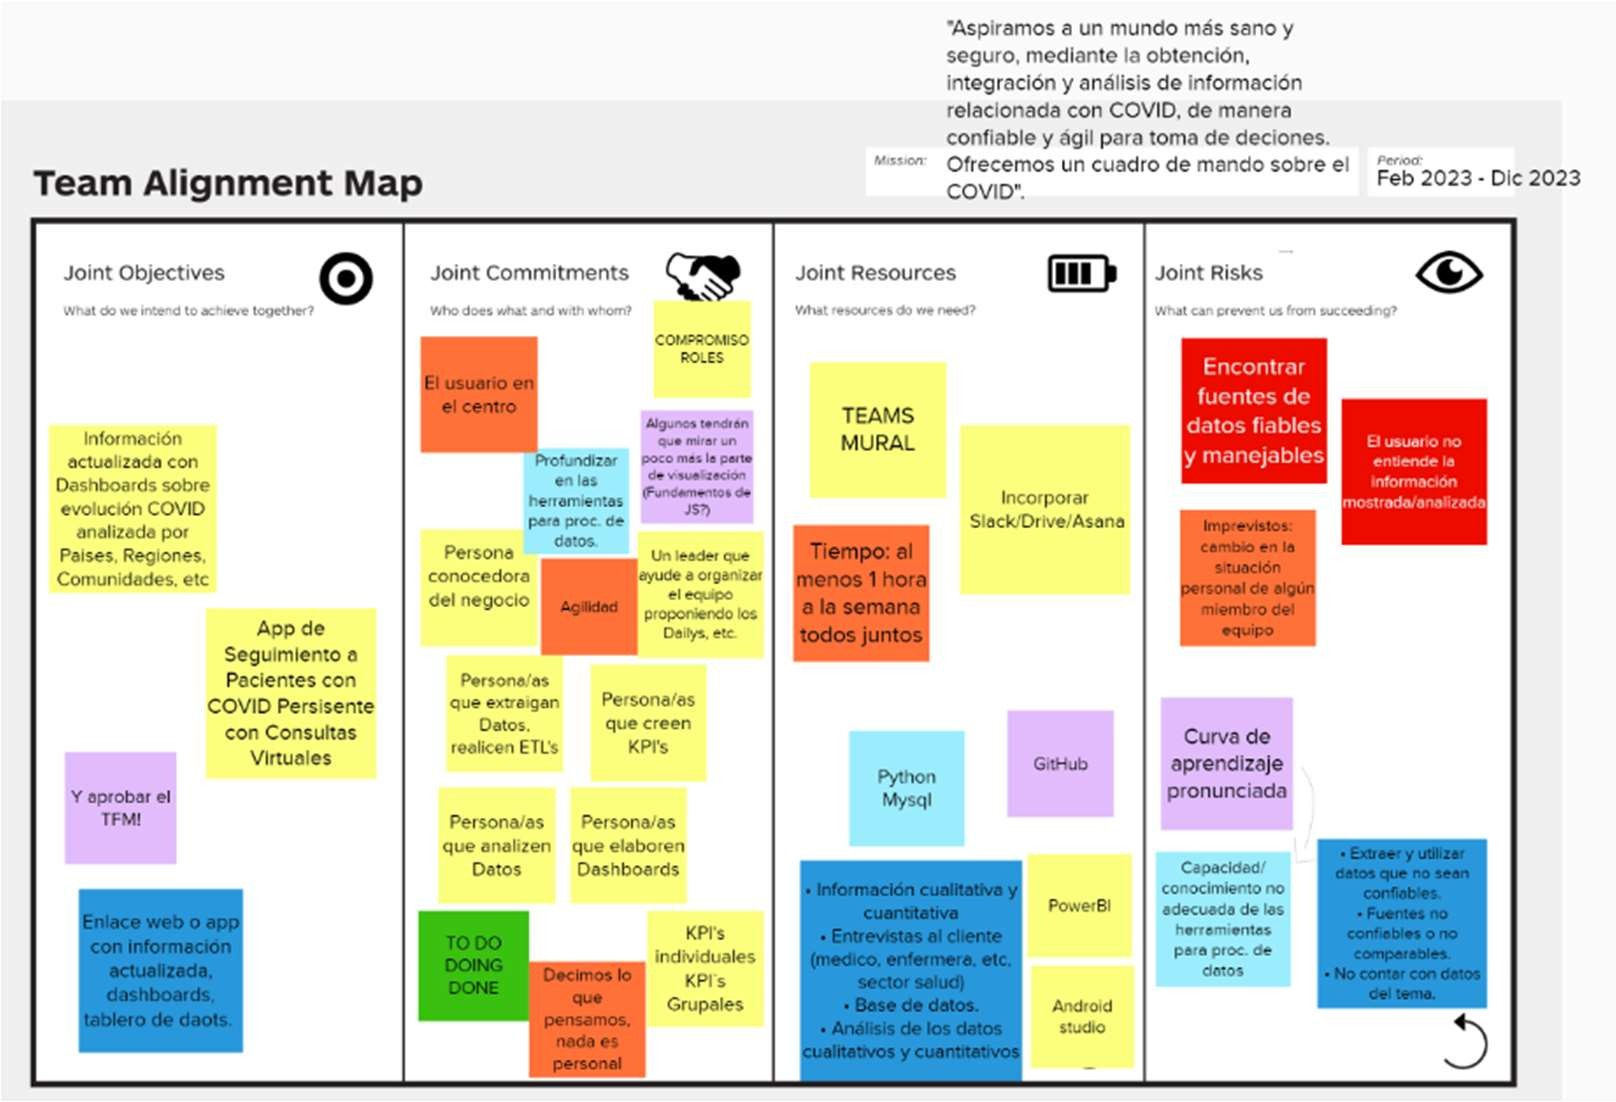 "Aspiramos a un mundo más sano y
seguro, mediante la obtención,
integración y análisis de información
relacionada con COVID, de manera
confiable y ágil para toma de deciones.
Ofrecemos un cuadro de mando sobre el
COVID".
Mission:
Period:
Feb 2023 - Dic 2023
Team Alignment Map
Joint Objectives
What do we intend to achieve together?
Información
actualizada con
Dashboards sobre
evolución COVID
analizada por
Paises, Regiones,
Comunidades, etc
App de
Seguimiento a
Pacientes con
COVID Persisente
con Consultas
Virtuales
Y aprobar el
TFM!
Enlace web o app
con información
actualizada,
dashboards,
tablero de daots.
Joint Commitments
Who does what and with whom?
COMPROMISO
ROLES
El usuario en
el centro
Algunos tendrán
que mirar un
poco más la parte
de visualización
(Fundamentos de
JS?)
Profundizar
en las
herramientas
para proc. de
datos.
Persona
conocedora
del negocio
Agilidad
Un leader que
ayude a organizar
el equipo
proponiendo los
Dailys, etc.
Persona/as
que extraigan
Datos,
realicen ETL's
Persona/as
que creen
KPI's
Persona/as
que analizen
Datos
Persona/as
que elaboren
Dashboards
TO DO
DOING
DONE
Decimos lo
que
pensamos,
nada es
personal
KPI's
individuales
KPI´s
Grupales
Joint Resources
What resources do we need?
TEAMS
MURAL
Incorporar
Slack/Drive/Asana
Tiempo: al
menos 1 hora
a la semana
todos juntos
Python
Mysql
GitHub
• Información cualitativa y
cuantitativa
• Entrevistas al cliente
(medico, enfermera, etc,
sector salud)
• Base de datos.
• Análisis de los datos
cualitativos y cuantitativos
PowerBI
Android
studio
Joint Risks
What can prevent us from succeeding?
Encontrar
fuentes de
datos fiables
y manejables
El usuario no
entiende la
información
mostrada/analizada
Imprevistos:
cambio en la
situación
personal de algún
miembro del
equipo
Curva de
aprendizaje
pronunciada
Capacidad/
conocimiento no
adecuada de las
herramientas
para proc. de
datos
• Extraer y utilizar
datos que no sean
confiables.
• Fuentes no
confiables o no
comparables.
• No contar con datos
del tema.